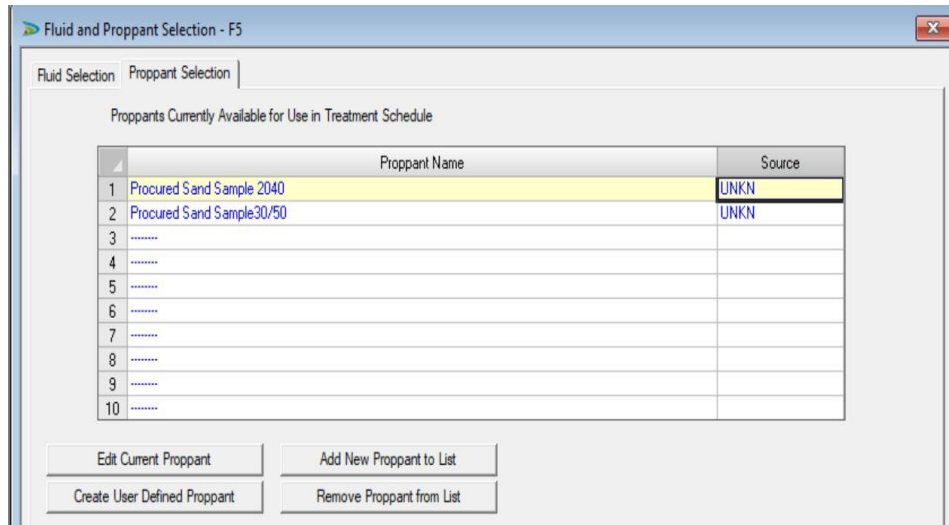 Fluid and Proppant Selection - F5
Fluid Selection Proppant Selection
Proppants Currently Available for Use in Treatment Schedule
Proppant Name Source
1 Procured Sand Sample 2040 UNKN
2 Procured Sand Sample30/50 UNKN
3 --------
4 --------
5 --------
6 --------
7 --------
8 --------
9 --------
10 --------
Edit Current Proppant Add New Proppant to List
Create User Defined Proppant Remove Proppant from List